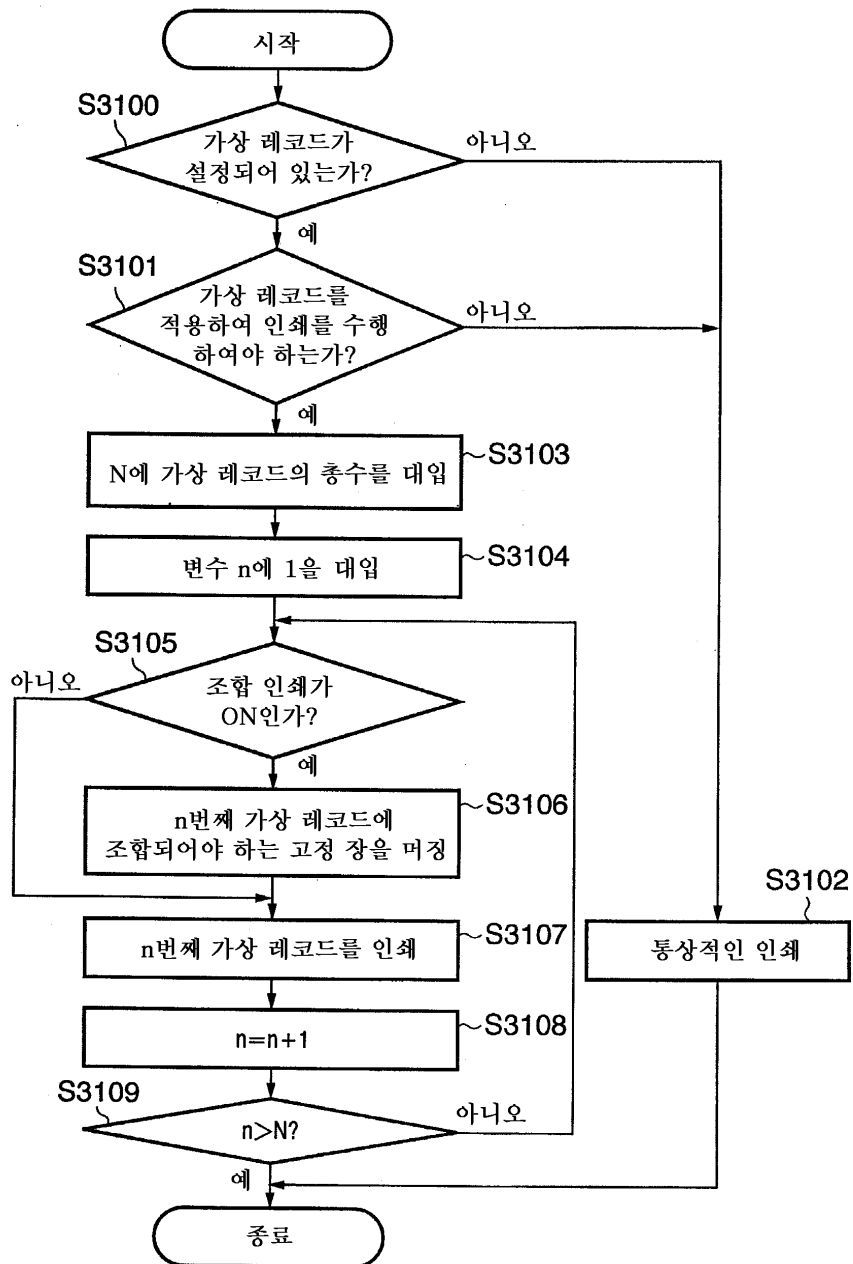 시작
S3100
가상 레코드가
설정되어 있는가?
아니오
예
S3101
가상 레코드를
적용하여 인쇄를 수행
하여야 하는가?
아니오
예
N에 가상 레코드의 총수를 대입
S3103
변수 n에 1을 대입
S3104
S3105
아니오
조합 인쇄가
ON인가?
예
n번째 가상 레코드에
조합되어야 하는 고정 장을 머징
S3106
S3102
n번째 가상 레코드를 인쇄
S3107
통상적인 인쇄
n=n+1
S3108
S3109
n>N?
아니오
예
종료